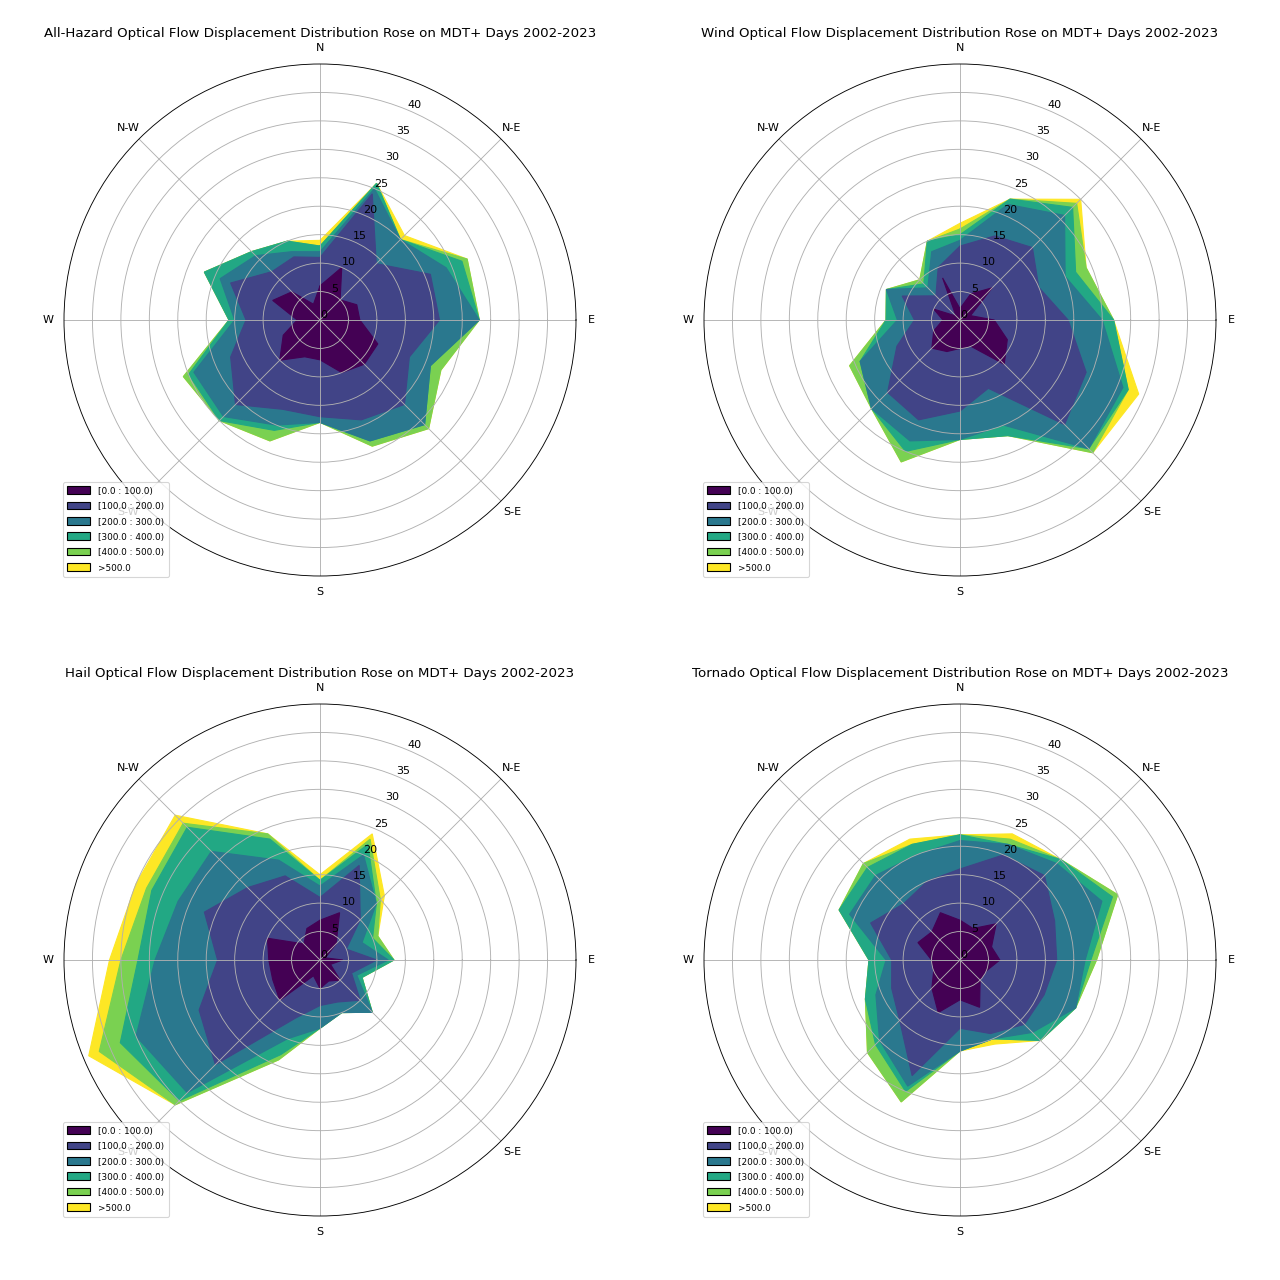 All-Hazard Optical Flow Displacement Distribution Rose on MDT+ Days 2002-2023
N
N-W
N-E
W
E
S-W
S-E
S
5
10
15
20
25
30
35
40
[0.0 : 100.0)
[100.0 : 200.0)
[200.0 : 300.0)
[300.0 : 400.0)
[400.0 : 500.0)
>500.0
Wind Optical Flow Displacement Distribution Rose on MDT+ Days 2002-2023
N
N-W
N-E
W
E
S-W
S-E
S
5
10
15
20
25
30
35
40
[0.0 : 100.0)
[100.0 : 200.0)
[200.0 : 300.0)
[300.0 : 400.0)
[400.0 : 500.0)
>500.0
Hail Optical Flow Displacement Distribution Rose on MDT+ Days 2002-2023
N
N-W
N-E
W
E
S-W
S-E
S
5
10
15
20
25
30
35
40
[0.0 : 100.0)
[100.0 : 200.0)
[200.0 : 300.0)
[300.0 : 400.0)
[400.0 : 500.0)
>500.0
Tornado Optical Flow Displacement Distribution Rose on MDT+ Days 2002-2023
N
N-W
N-E
W
E
S-W
S-E
S
5
10
15
20
25
30
35
40
[0.0 : 100.0)
[100.0 : 200.0)
[200.0 : 300.0)
[300.0 : 400.0)
[400.0 : 500.0)
>500.0